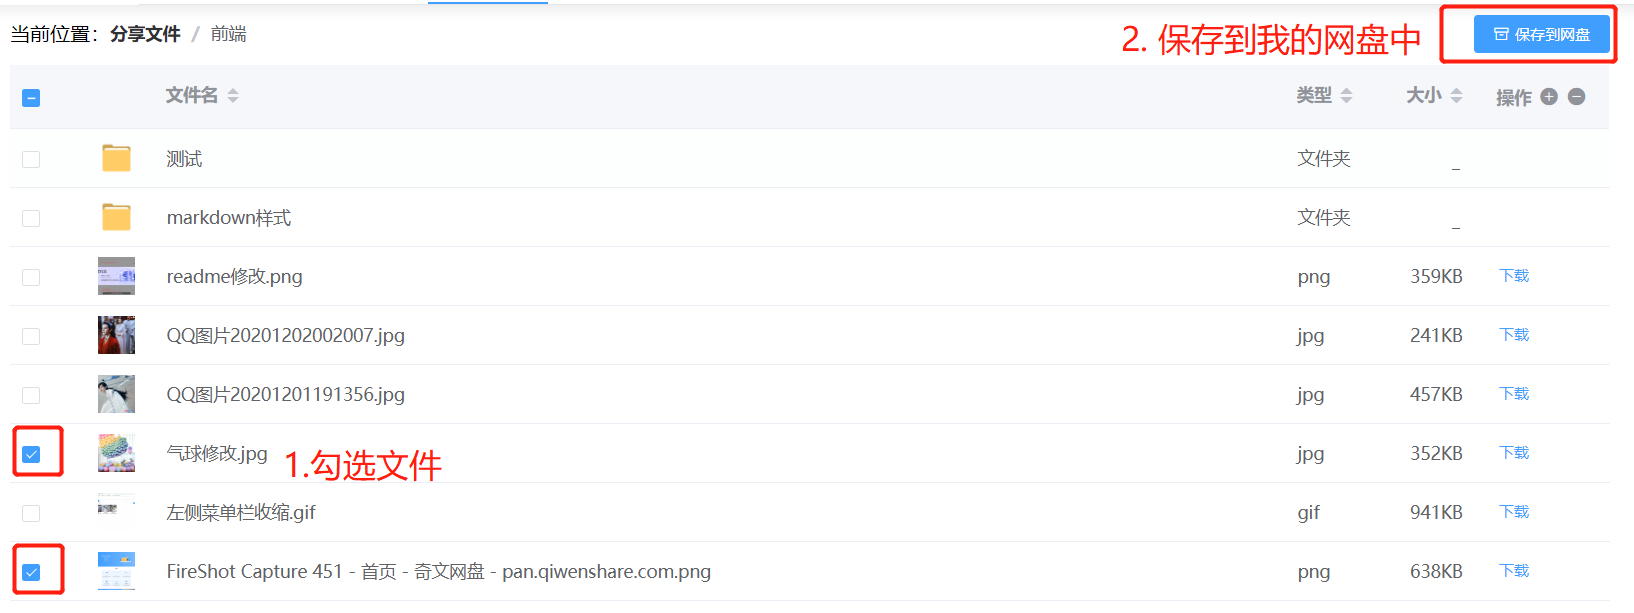 当前位置：分享文件 / 前端
2. 保存到我的网盘中
保存到网盘
文件名 类型 大小 操作
测试 文件夹 _
markdown样式 文件夹 _
readme修改.png png 359KB 下载
QQ图片20201202002007.jpg jpg 241KB 下载
QQ图片20201201191356.jpg jpg 457KB 下载
气球修改.jpg jpg 352KB 下载
1.勾选文件
左侧菜单栏收缩.gif gif 941KB 下载
FireShot Capture 451 - 首页 - 奇文网盘 - pan.qiwenshare.com.png png 638KB 下载